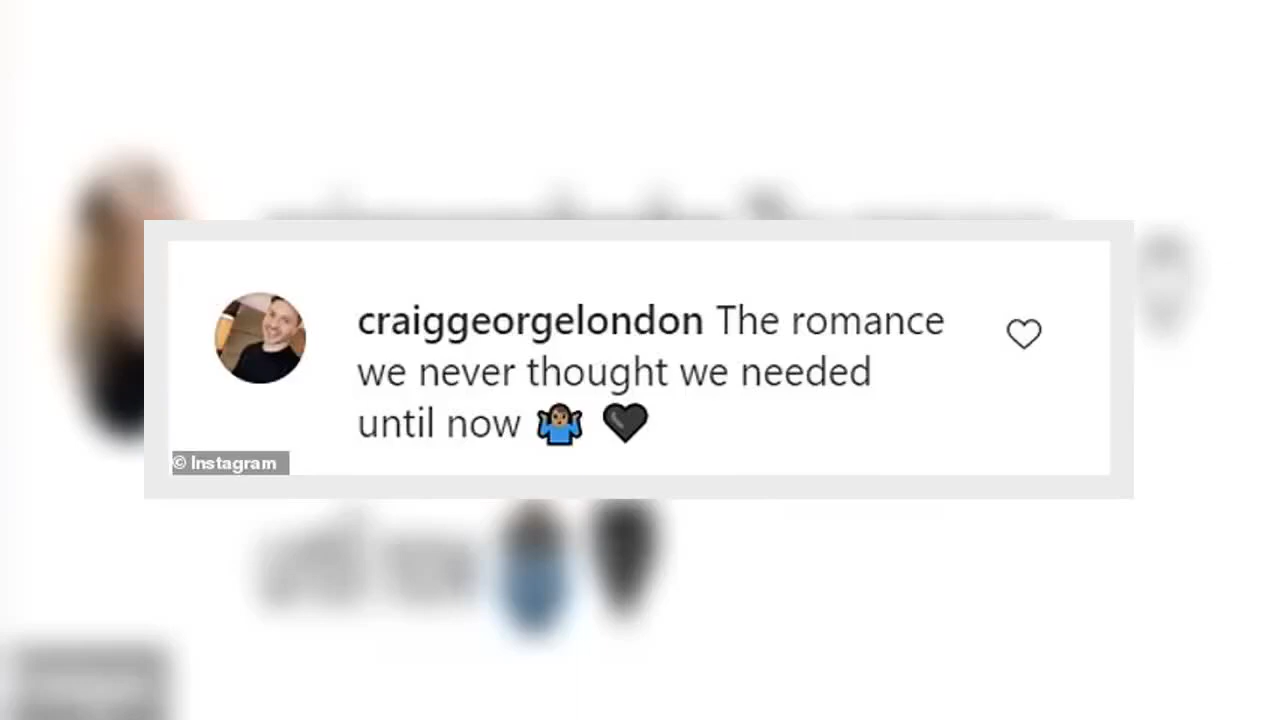 craiggeorgelondon The romance
we never thought we needed
until now 🤷🏽‍♂️ 🖤
© Instagram